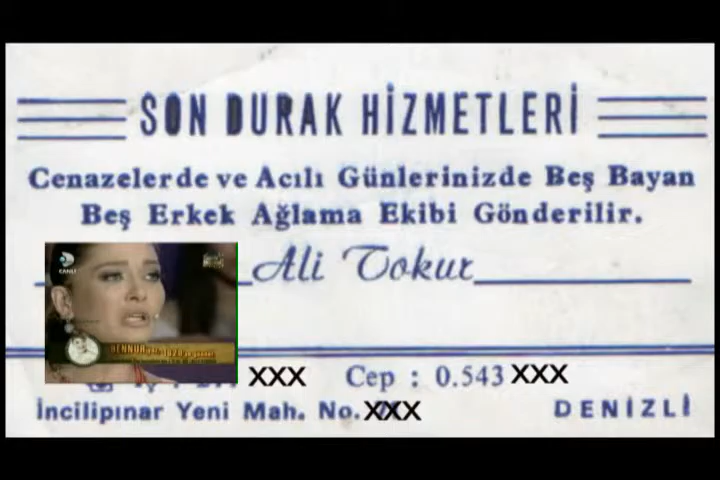 SON DURAK HİZMETLERİ
Cenazelerde ve Acılı Günlerinizde Beş Bayan
Beş Erkek Ağlama Ekibi Gönderilir.
Ali Tokur
CANLI
XXX Cep : 0.543 XXX
İncilipınar Yeni Mah. No. XXX DENİZLİ